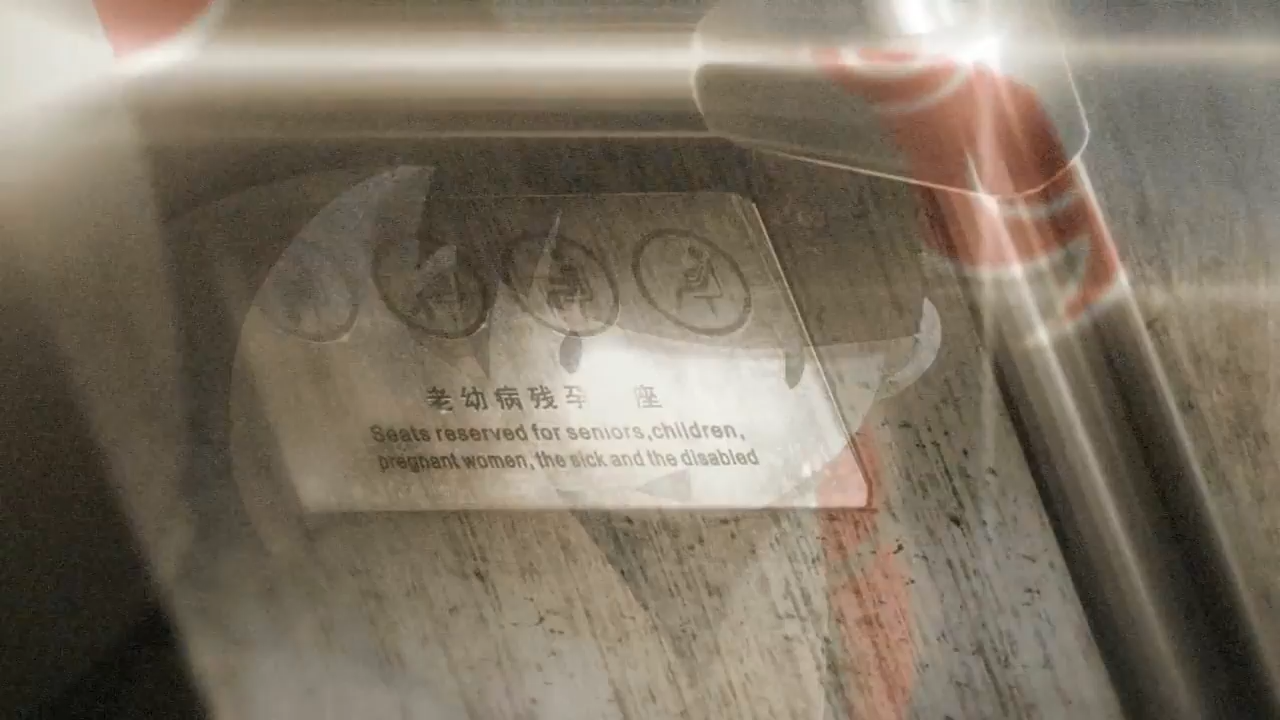 老幼病残孕 座
Seats reserved for seniors,children,
pregnant women, the sick and the disabled